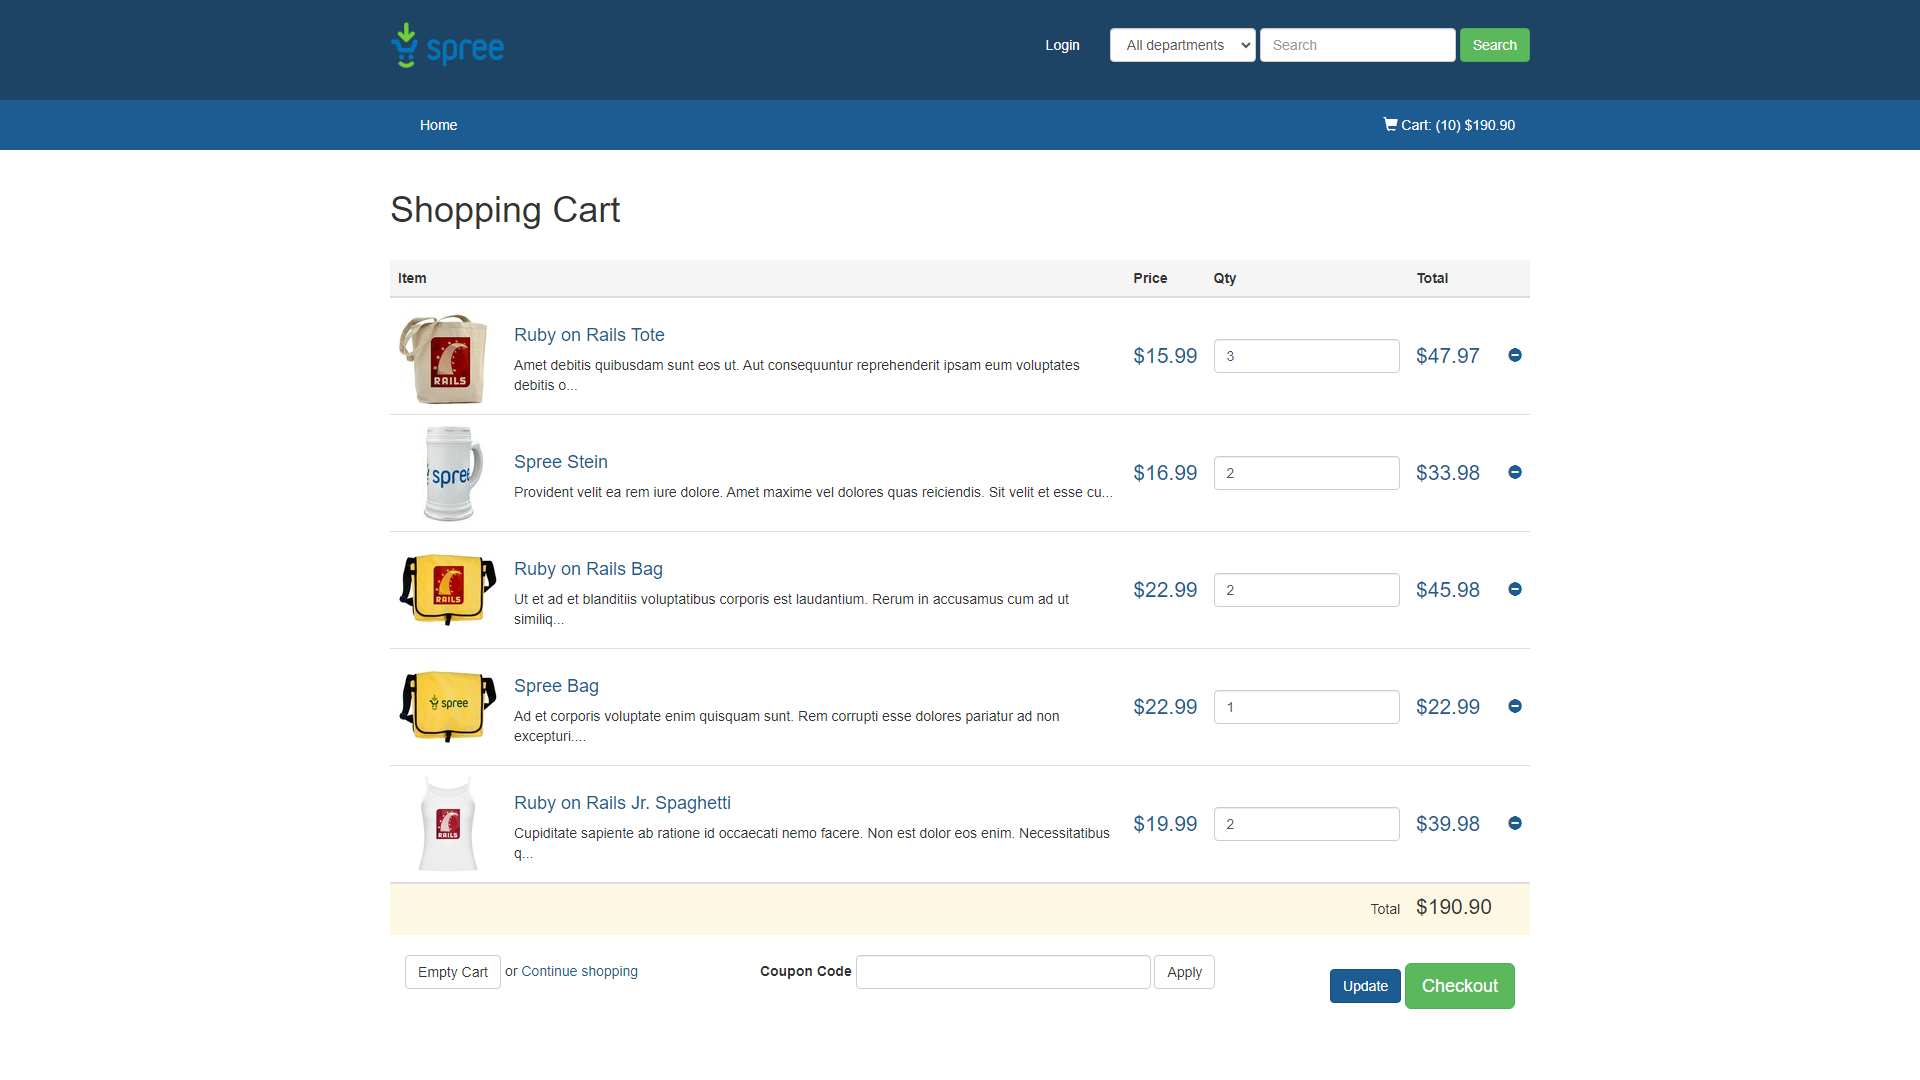 spree
Login
All departments
Search
Search
Home
Cart: (10) $190.90
Shopping Cart
Item Price Qty Total
RAILS
Ruby on Rails Tote
Amet debitis quibusdam sunt eos ut. Aut consequuntur reprehenderit ipsam eum voluptates
debitis o...
$15.99 3 $47.97
spree
Spree Stein
Provident velit ea rem iure dolore. Amet maxime vel dolores quas reiciendis. Sit velit et esse cu...
$16.99 2 $33.98
RAILS
Ruby on Rails Bag
Ut et ad et blanditiis voluptatibus corporis est laudantium. Rerum in accusamus cum ad ut
similiq...
$22.99 2 $45.98
spree
Spree Bag
Ad et corporis voluptate enim quisquam sunt. Rem corrupti esse dolores pariatur ad non
excepturi....
$22.99 1 $22.99
RAILS
Ruby on Rails Jr. Spaghetti
Cupiditate sapiente ab ratione id occaecati nemo facere. Non est dolor eos enim. Necessitatibus
q...
$19.99 2 $39.98
Total $190.90
Empty Cart or Continue shopping
Coupon Code Apply
Update Checkout